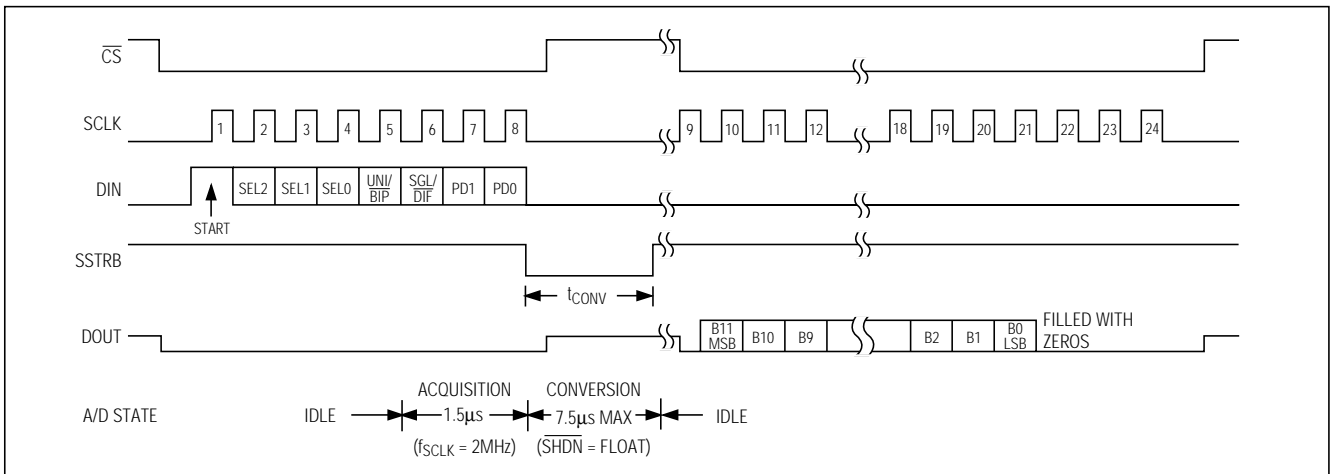 CS
SCLK
1 2 3 4 5 6 7 8 9 10 11 12 18 19 20 21 22 23 24
DIN
SEL2 SEL1 SEL0 UNI/ BIP SGL/ DIF PD1 PD0
START
SSTRB
tCONV
DOUT
B11 MSB B10 B9 B2 B1 B0 LSB
FILLED WITH
ZEROS
A/D STATE
IDLE
ACQUISITION
1.5µs
(fSCLK = 2MHz)
CONVERSION
7.5µs MAX
(SHDN = FLOAT)
IDLE